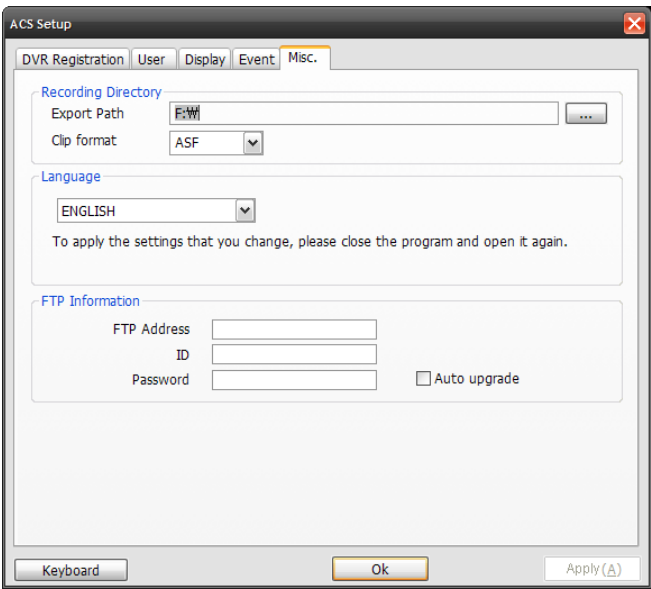 ACS Setup
DVR Registration User Display Event Misc.
Recording Directory
Export Path F:₩ ...
Clip format ASF
Language
ENGLISH
To apply the settings that you change, please close the program and open it again.
FTP Information
FTP Address
ID
Password Auto upgrade
Keyboard Ok Apply(A)